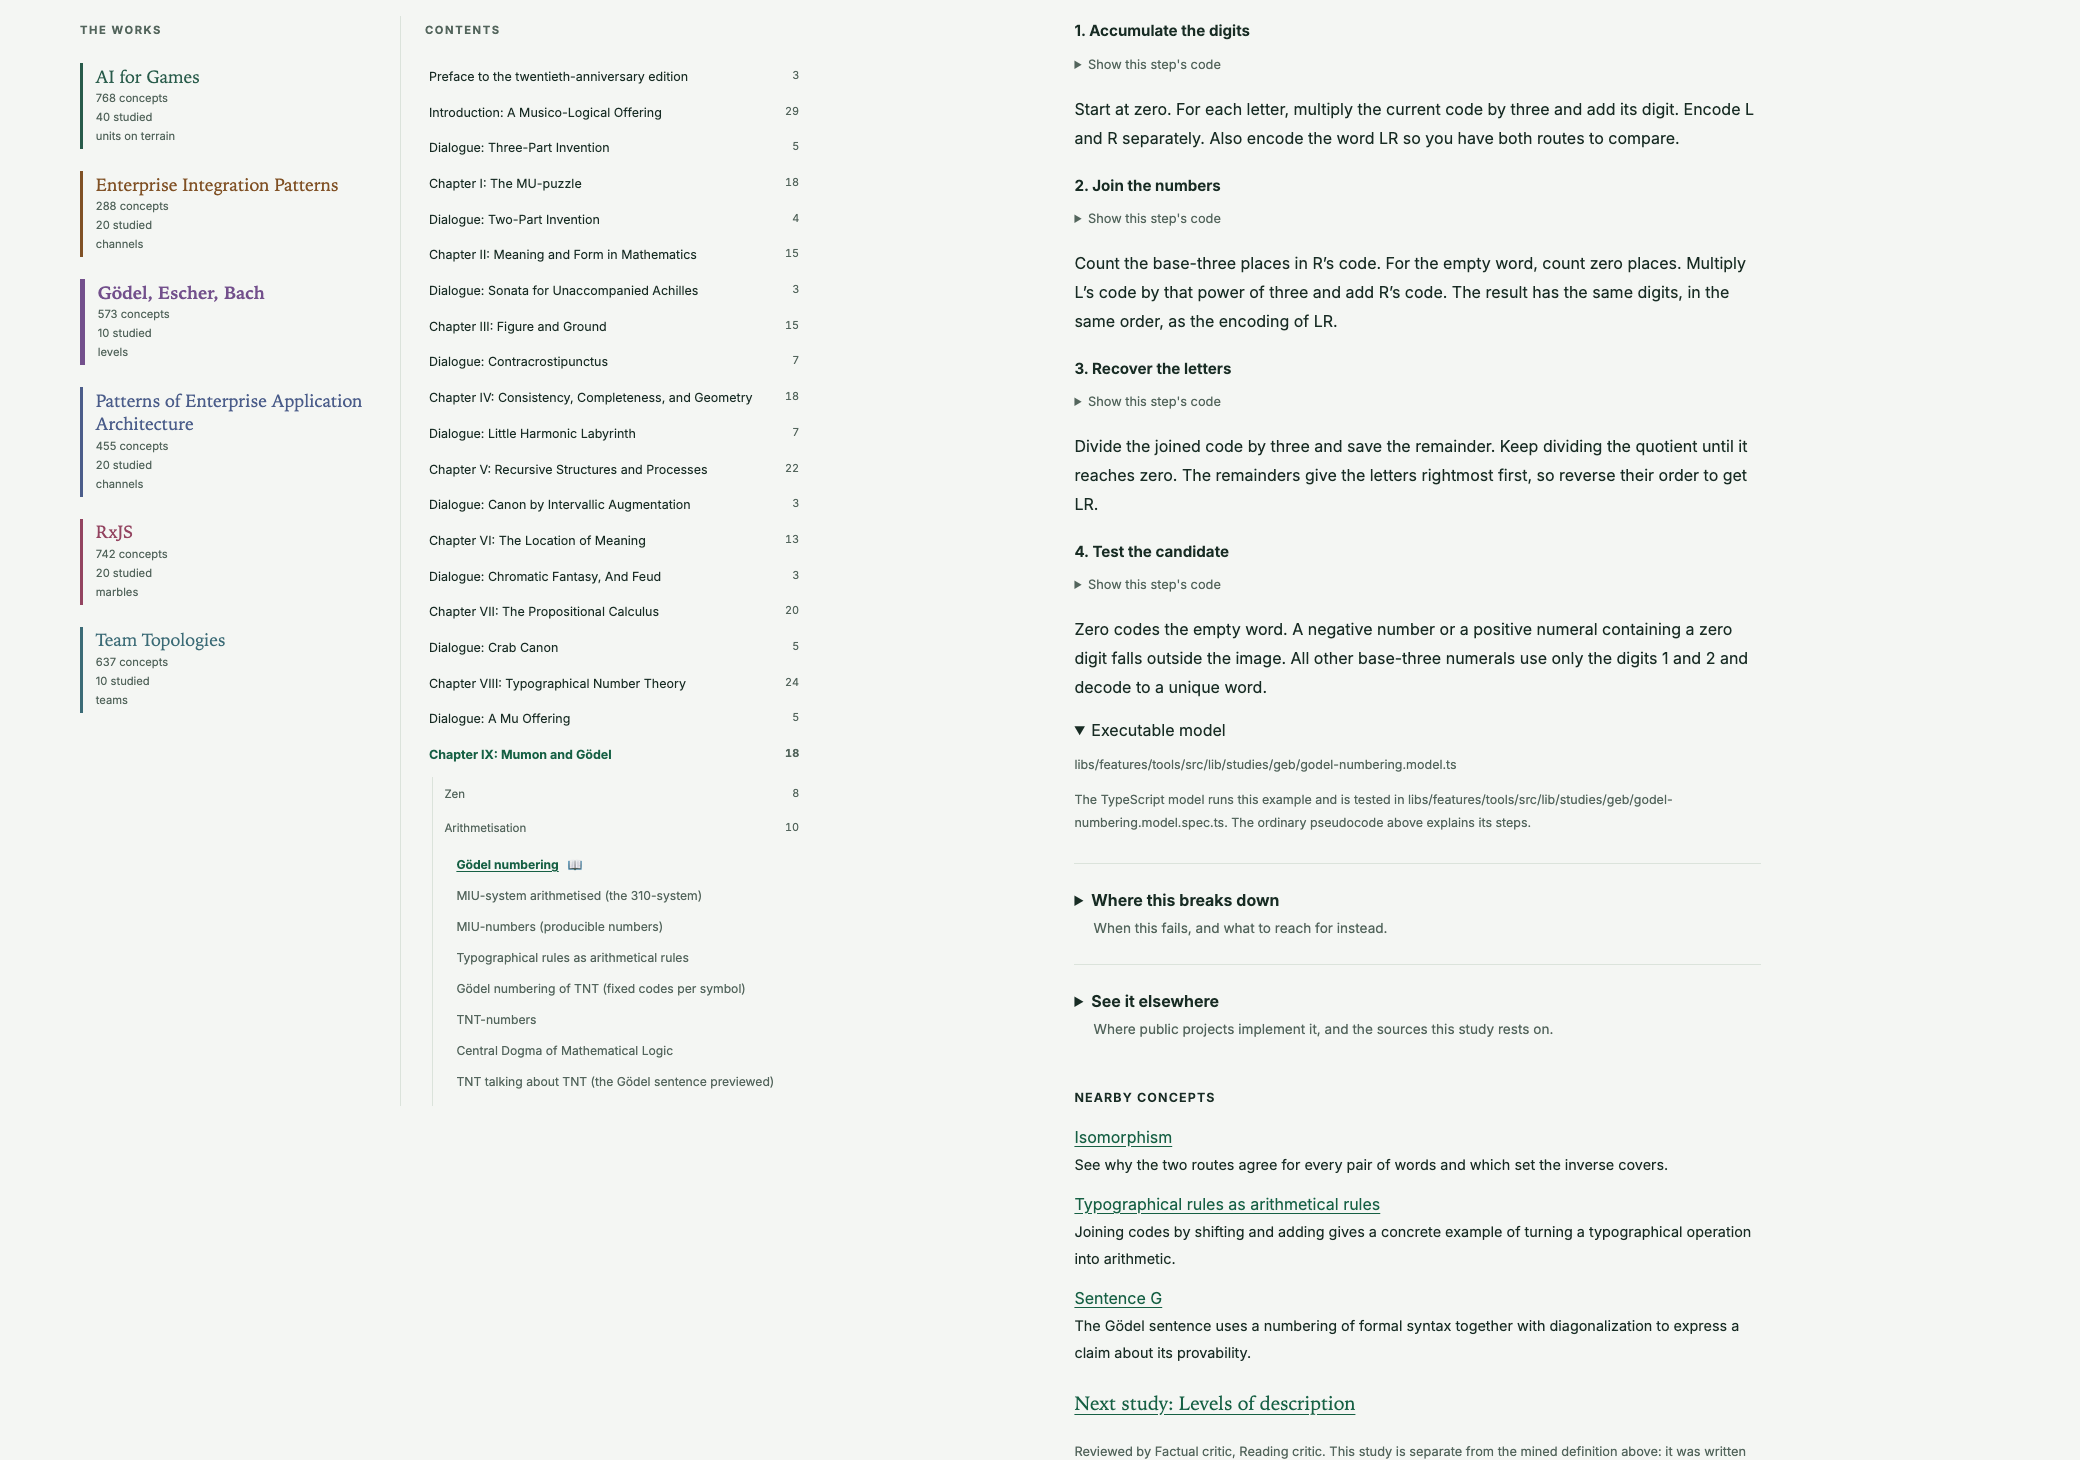 THE WORKS
AI for Games
768 concepts
40 studied
units on terrain
Enterprise Integration Patterns
288 concepts
20 studied
channels
Gödel, Escher, Bach
573 concepts
10 studied
levels
Patterns of Enterprise Application
Architecture
455 concepts
20 studied
channels
RxJS
742 concepts
20 studied
marbles
Team Topologies
637 concepts
10 studied
teams
CONTENTS
Preface to the twentieth-anniversary edition 3
Introduction: A Musico-Logical Offering 29
Dialogue: Three-Part Invention 5
Chapter I: The MU-puzzle 18
Dialogue: Two-Part Invention 4
Chapter II: Meaning and Form in Mathematics 15
Dialogue: Sonata for Unaccompanied Achilles 3
Chapter III: Figure and Ground 15
Dialogue: Contracrostipunctus 7
Chapter IV: Consistency, Completeness, and Geometry 18
Dialogue: Little Harmonic Labyrinth 7
Chapter V: Recursive Structures and Processes 22
Dialogue: Canon by Intervallic Augmentation 3
Chapter VI: The Location of Meaning 13
Dialogue: Chromatic Fantasy, And Feud 3
Chapter VII: The Propositional Calculus 20
Dialogue: Crab Canon 5
Chapter VIII: Typographical Number Theory 24
Dialogue: A Mu Offering 5
Chapter IX: Mumon and Gödel 18
Zen 8
Arithmetisation 10
Gödel numbering
MIU-system arithmetised (the 310-system)
MIU-numbers (producible numbers)
Typographical rules as arithmetical rules
Gödel numbering of TNT (fixed codes per symbol)
TNT-numbers
Central Dogma of Mathematical Logic
TNT talking about TNT (the Gödel sentence previewed)
1. Accumulate the digits
Show this step's code
Start at zero. For each letter, multiply the current code by three and add its digit. Encode L
and R separately. Also encode the word LR so you have both routes to compare.
2. Join the numbers
Show this step's code
Count the base-three places in R’s code. For the empty word, count zero places. Multiply
L’s code by that power of three and add R’s code. The result has the same digits, in the
same order, as the encoding of LR.
3. Recover the letters
Show this step's code
Divide the joined code by three and save the remainder. Keep dividing the quotient until it
reaches zero. The remainders give the letters rightmost first, so reverse their order to get
LR.
4. Test the candidate
Show this step's code
Zero codes the empty word. A negative number or a positive numeral containing a zero
digit falls outside the image. All other base-three numerals use only the digits 1 and 2 and
decode to a unique word.
Executable model
libs/features/tools/src/lib/studies/geb/godel-numbering.model.ts
The TypeScript model runs this example and is tested in libs/features/tools/src/lib/studies/geb/godel-
numbering.model.spec.ts. The ordinary pseudocode above explains its steps.
Where this breaks down
When this fails, and what to reach for instead.
See it elsewhere
Where public projects implement it, and the sources this study rests on.
NEARBY CONCEPTS
Isomorphism
See why the two routes agree for every pair of words and which set the inverse covers.
Typographical rules as arithmetical rules
Joining codes by shifting and adding gives a concrete example of turning a typographical operation
into arithmetic.
Sentence G
The Gödel sentence uses a numbering of formal syntax together with diagonalization to express a
claim about its provability.
Next study: Levels of description
Reviewed by Factual critic, Reading critic. This study is separate from the mined definition above: it was written